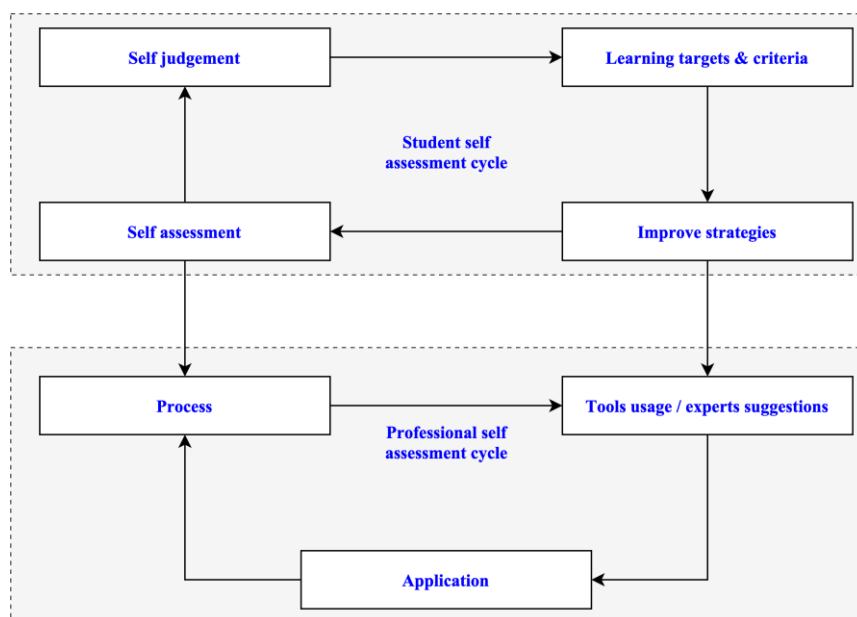 Self judgement
Learning targets & criteria
Student self
assessment cycle
Self assessment
Improve strategies
Process
Tools usage / experts suggestions
Professional self
assessment cycle
Application